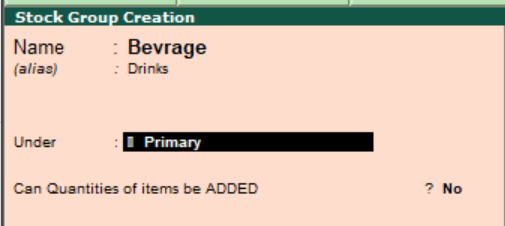 Stock Group Creation
Name : Bevrage
(alias) : Drinks
Under : Primary
Can Quantities of items be ADDED ? No